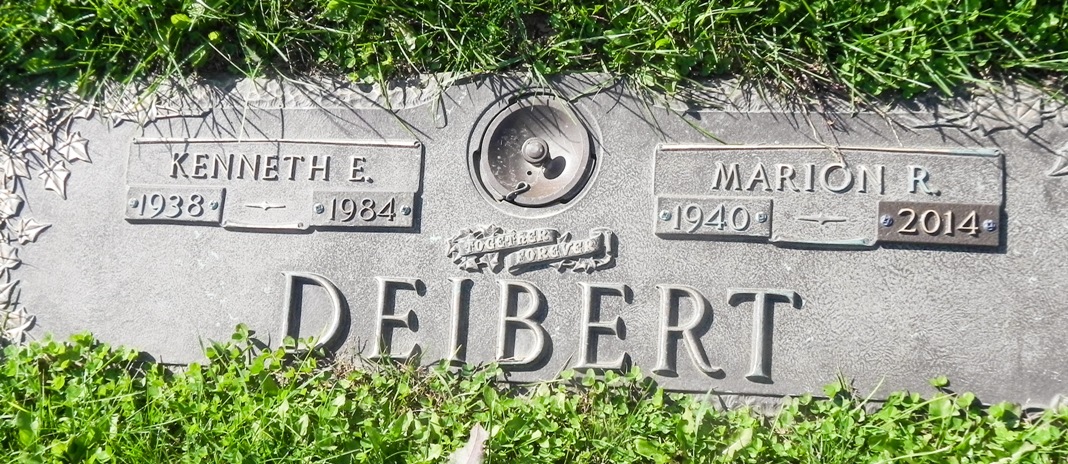 KENNETH E.
1938 1984
MARION R.
1940 2014
TOGETHER
FOREVER
DEIBERT